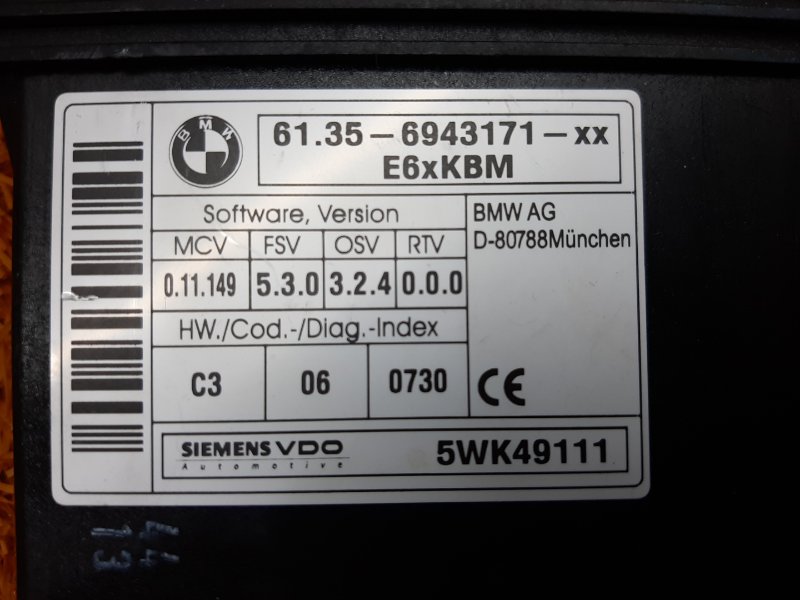 BMW
61.35-6943171-xx
E6xKBM
Software, Version
MCV FSV OSV RTV
0.11.149 5.3.0 3.2.4 0.0.0
BMW AG
D-80788München
HW./Cod.-/Diag.-Index
C3 06 0730
CE
SIEMENS VDO
Automotive
5WK49111
44
13